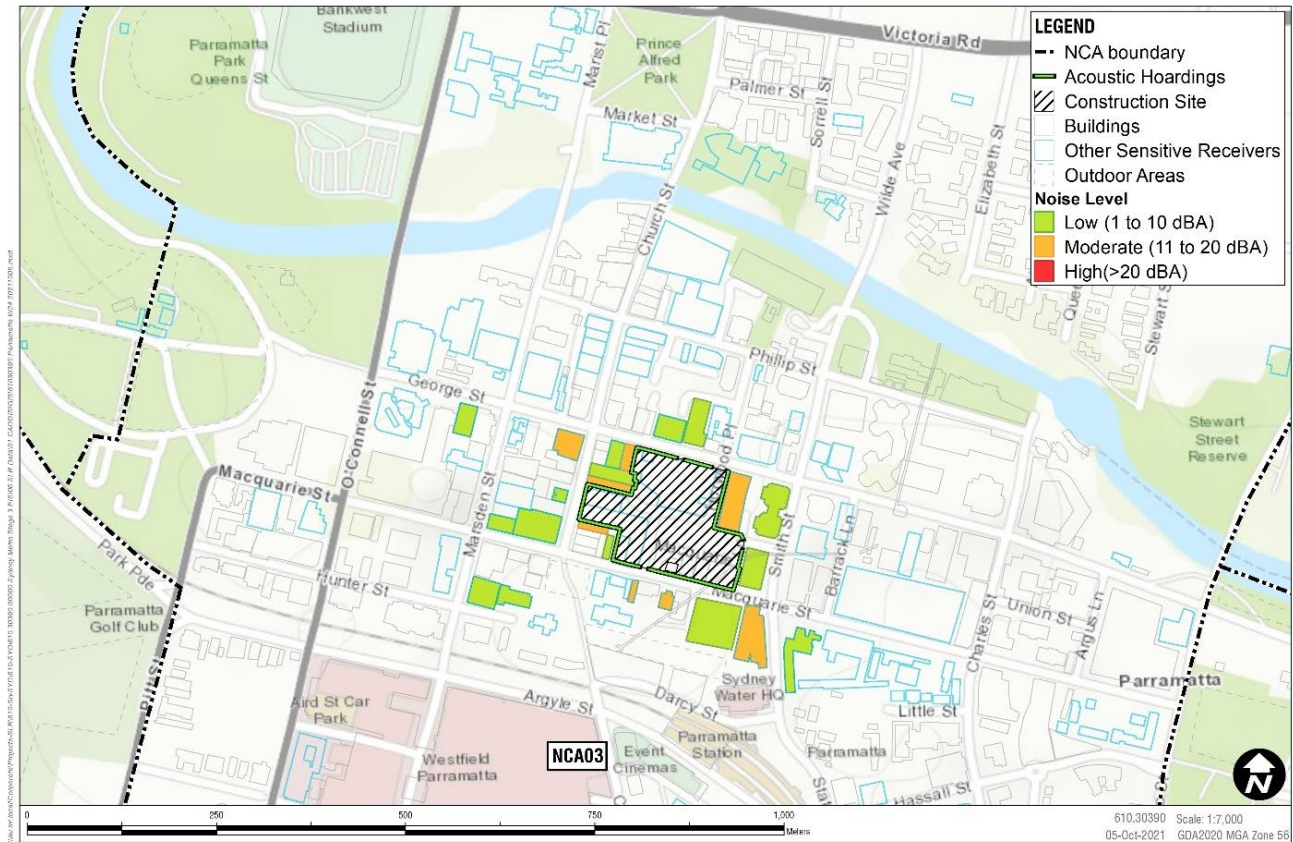 Bankwest
Stadium
Parramatta
Park
Queens St
Marist Pl
Prince
Alfred
Park
Victoria Rd
Palmer St
Sorrell St
Market St
Church St
Wilde Ave
Elizabeth St
Stewart St
LEGEND
NCA boundary
Acoustic Hoardings
Construction Site
Buildings
Other Sensitive Receivers
Outdoor Areas
Noise Level
Low (1 to 10 dBA)
Moderate (11 to 20 dBA)
High(>20 dBA)
Phillip St
George St
O'Connell St
Macquarie St
Marsden St
Smith St
Barrack Ln
Macquarie St
Stewart
Street
Reserve
Park Pde
Hunter St
Union St
Argus Ln
Charles St
Parramatta
Golf Club
Pitt St
Parramatta
Sydney
Water HQ
Little St
Aird St Car
Park
Argyle St
Darcy St
Parramatta
Station
Parramatta
Westfield
Parramatta
NCA03
Event
Cinemas
Hassall St
N
0 250 500 750 1,000
Meters
610.30390 Scale: 1:7,000
05-Oct-2021 GDA2020 MGA Zone 56